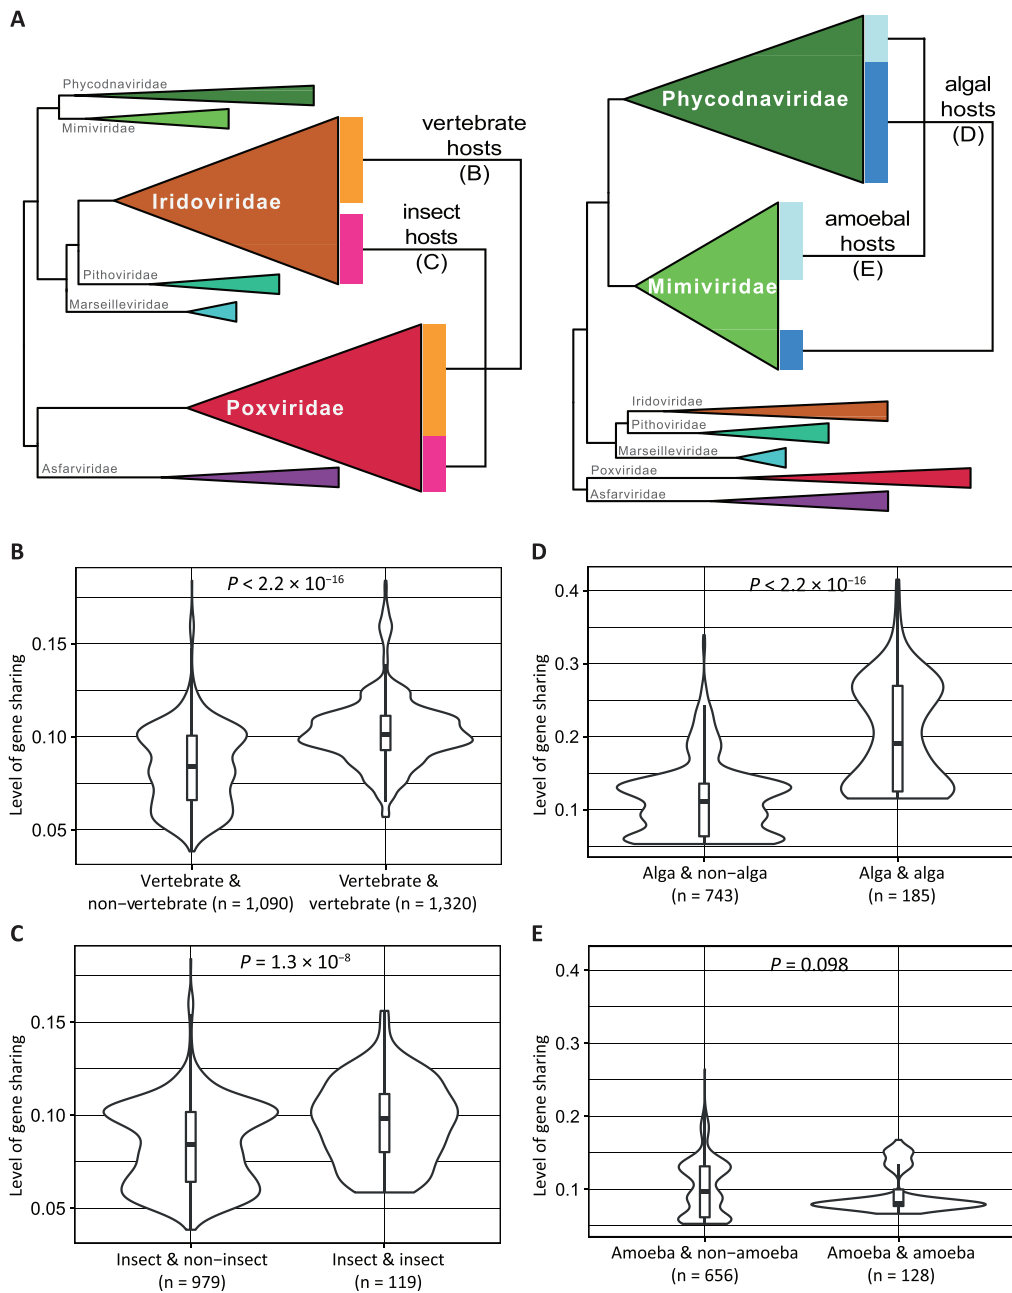 A
Phycodnaviridae
Mimiviridae
Iridoviridae
vertebrate
hosts
(B)
insect
hosts
(C)
Pithoviridae
Marseilleviridae
Poxviridae
Asfarviridae
Phycodnaviridae
algal
hosts
(D)
amoebal
hosts
(E)
Mimiviridae
Iridoviridae
Pithoviridae
Marseilleviridae
Poxviridae
Asfarviridae
B
P < 2.2 × 10−16
Level of gene sharing
0.15
0.10
0.05
Vertebrate &
non−vertebrate (n = 1,090)
Vertebrate &
vertebrate (n = 1,320)
D
P < 2.2 × 10−16
Level of gene sharing
0.4
0.3
0.2
0.1
Alga & non−alga
(n = 743)
Alga & alga
(n = 185)
C
P = 1.3 × 10−8
Level of gene sharing
0.15
0.10
0.05
Insect & non−insect
(n = 979)
Insect & insect
(n = 119)
E
P = 0.098
Level of gene sharing
0.4
0.3
0.2
0.1
Amoeba & non−amoeba
(n = 656)
Amoeba & amoeba
(n = 128)